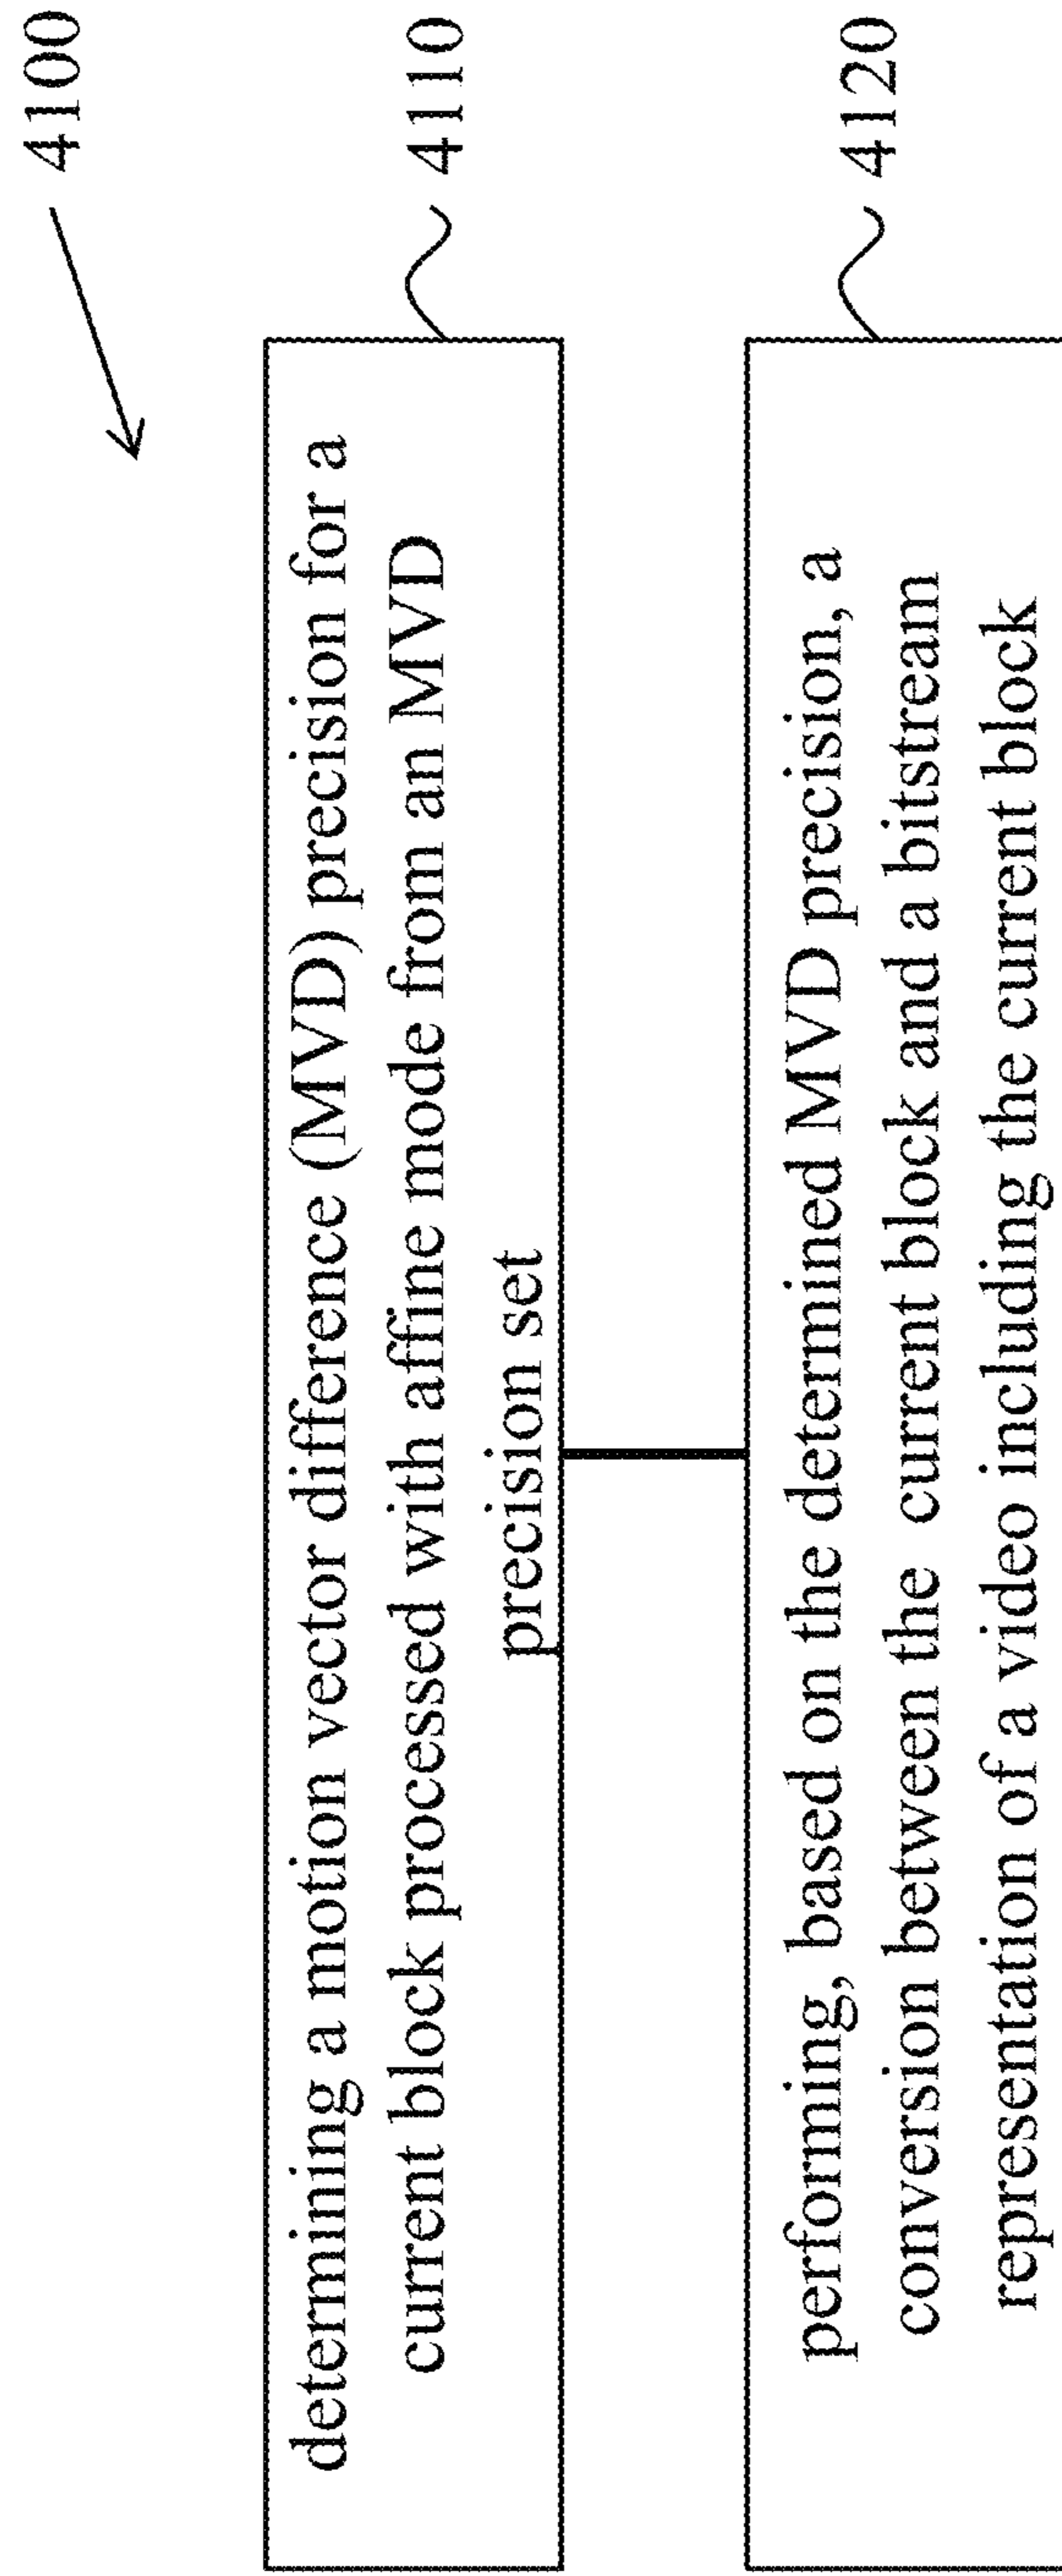 4100
determining a motion vector difference (MVD) precision for a
current block processed with affine mode from an MVD
precision set
4110
performing, based on the determined MVD precision, a
conversion between the current block and a bitstream
representation of a video including the current block
4120